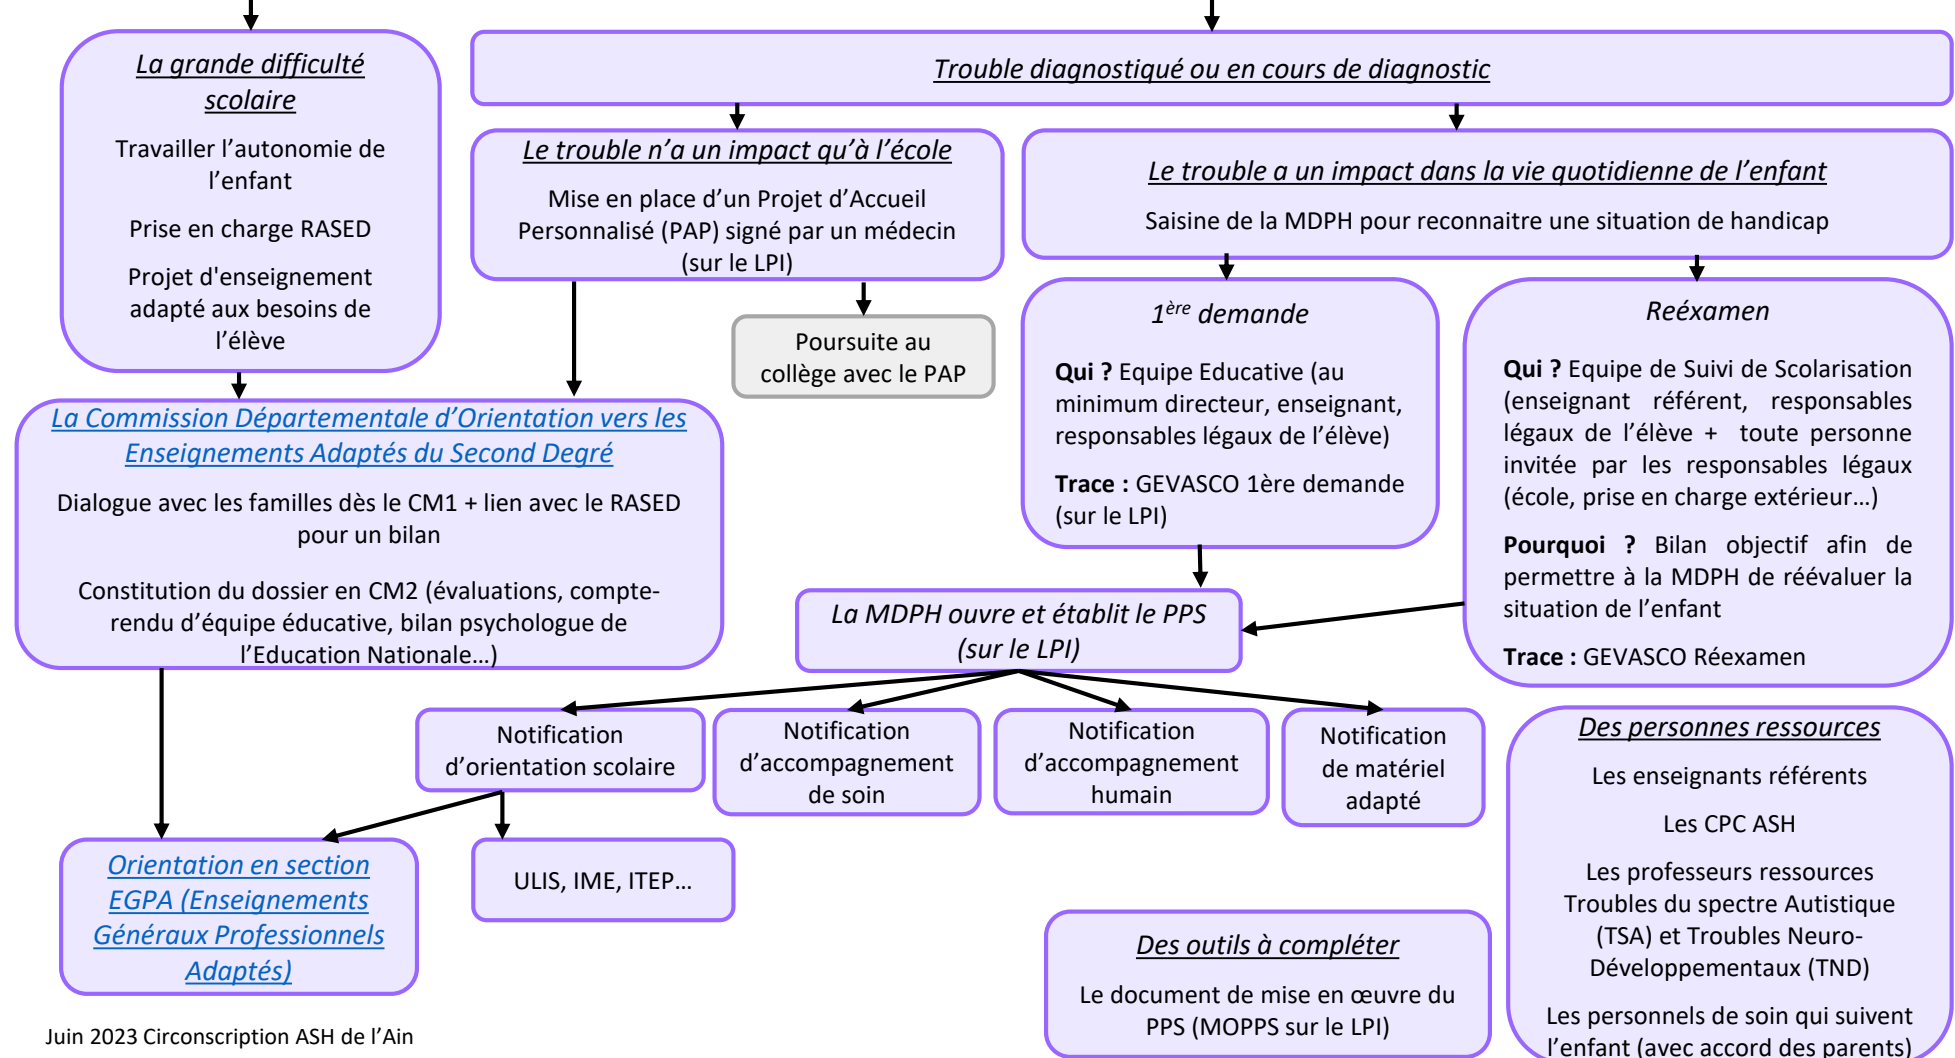 La grande difficulté
scolaire
Travailler l’autonomie de
l’enfant
Prise en charge RASED
Projet d'enseignement
adapté aux besoins de
l’élève
Trouble diagnostiqué ou en cours de diagnostic
Le trouble n’a un impact qu’à l’école
Mise en place d’un Projet d’Accueil
Personnalisé (PAP) signé par un médecin
(sur le LPI)
Le trouble a un impact dans la vie quotidienne de l’enfant
Saisine de la MDPH pour reconnaitre une situation de handicap
Poursuite au
collège avec le PAP
1ère demande
Qui ? Equipe Educative (au
minimum directeur, enseignant,
responsables légaux de l’élève)
Trace : GEVASCO 1ère demande
(sur le LPI)
Reéxamen
Qui ? Equipe de Suivi de Scolarisation
(enseignant référent, responsables
légaux de l’élève + toute personne
invitée par les responsables légaux
(école, prise en charge extérieur…)
Pourquoi ? Bilan objectif afin de
permettre à la MDPH de réévaluer la
situation de l’enfant
Trace : GEVASCO Réexamen
La Commission Départementale d’Orientation vers les
Enseignements Adaptés du Second Degré
Dialogue avec les familles dès le CM1 + lien avec le RASED
pour un bilan
Constitution du dossier en CM2 (évaluations, compte-
rendu d’équipe éducative, bilan psychologue de
l’Education Nationale…)
La MDPH ouvre et établit le PPS
(sur le LPI)
Notification
d’orientation scolaire
Notification
d’accompagnement
de soin
Notification
d’accompagnement
humain
Notification
de matériel
adapté
Orientation en section
EGPA (Enseignements
Généraux Professionnels
Adaptés)
ULIS, IME, ITEP…
Des outils à compléter
Le document de mise en œuvre du
PPS (MOPPS sur le LPI)
Des personnes ressources
Les enseignants référents
Les CPC ASH
Les professeurs ressources
Troubles du spectre Autistique
(TSA) et Troubles Neuro-
Développementaux (TND)
Les personnels de soin qui suivent
l’enfant (avec accord des parents)
Juin 2023 Circonscription ASH de l’Ain